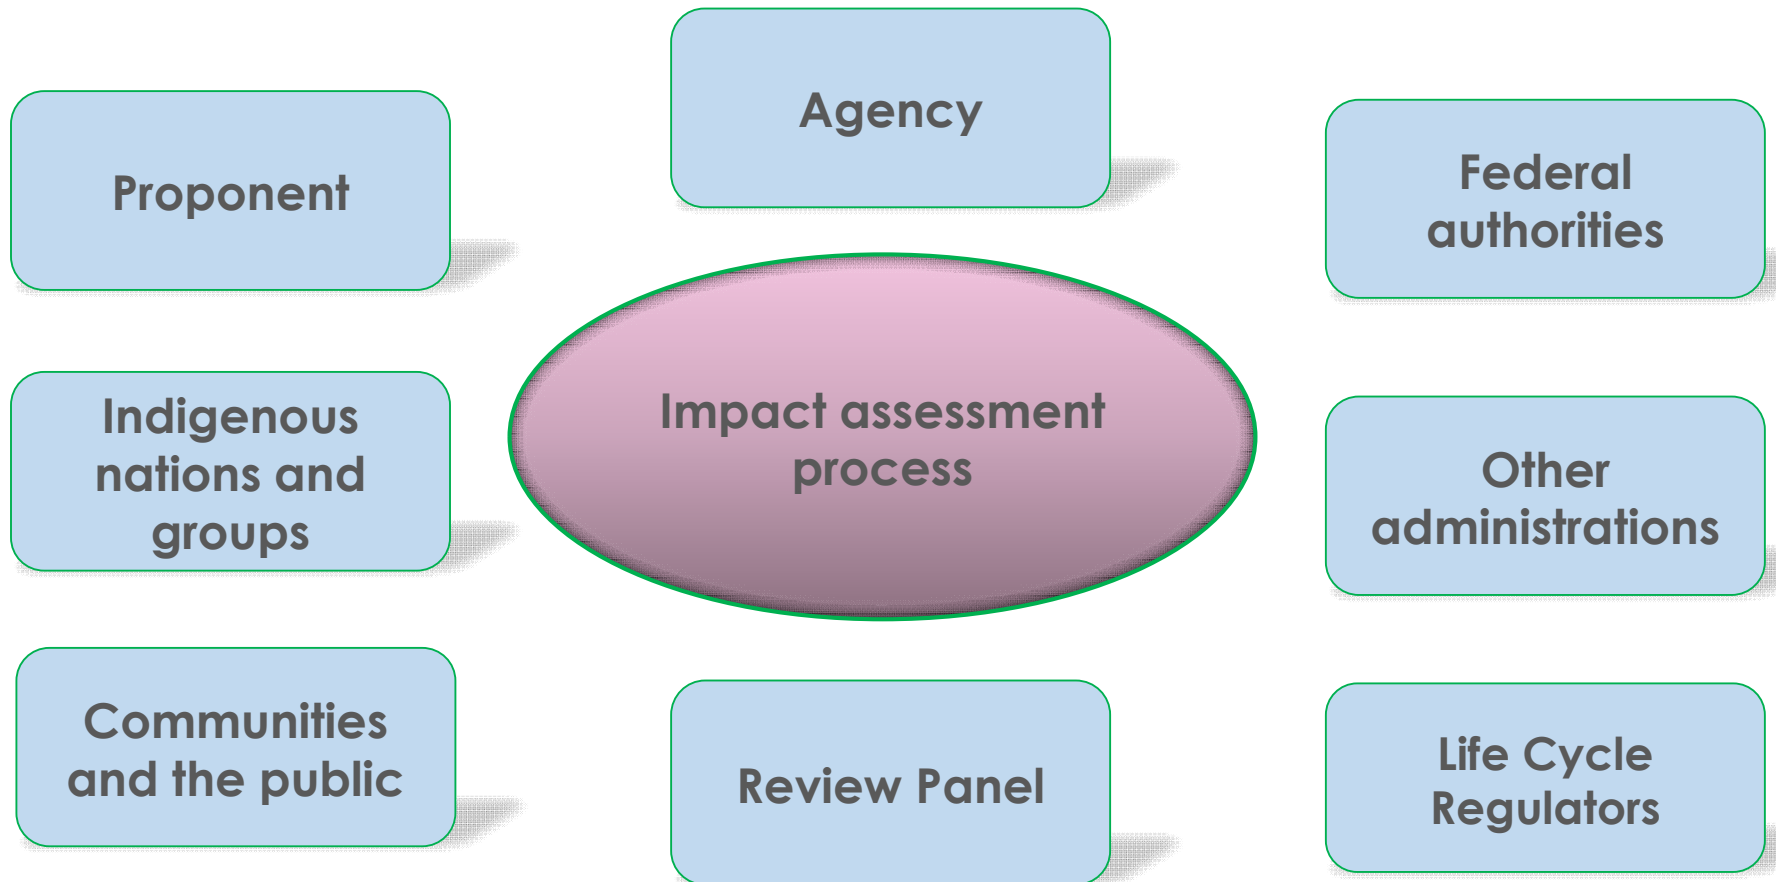 Agency
Proponent
Federal
authorities
Impact assessment
process
Indigenous
nations and
groups
Other
administrations
Communities
and the public
Review Panel
Life Cycle
Regulators